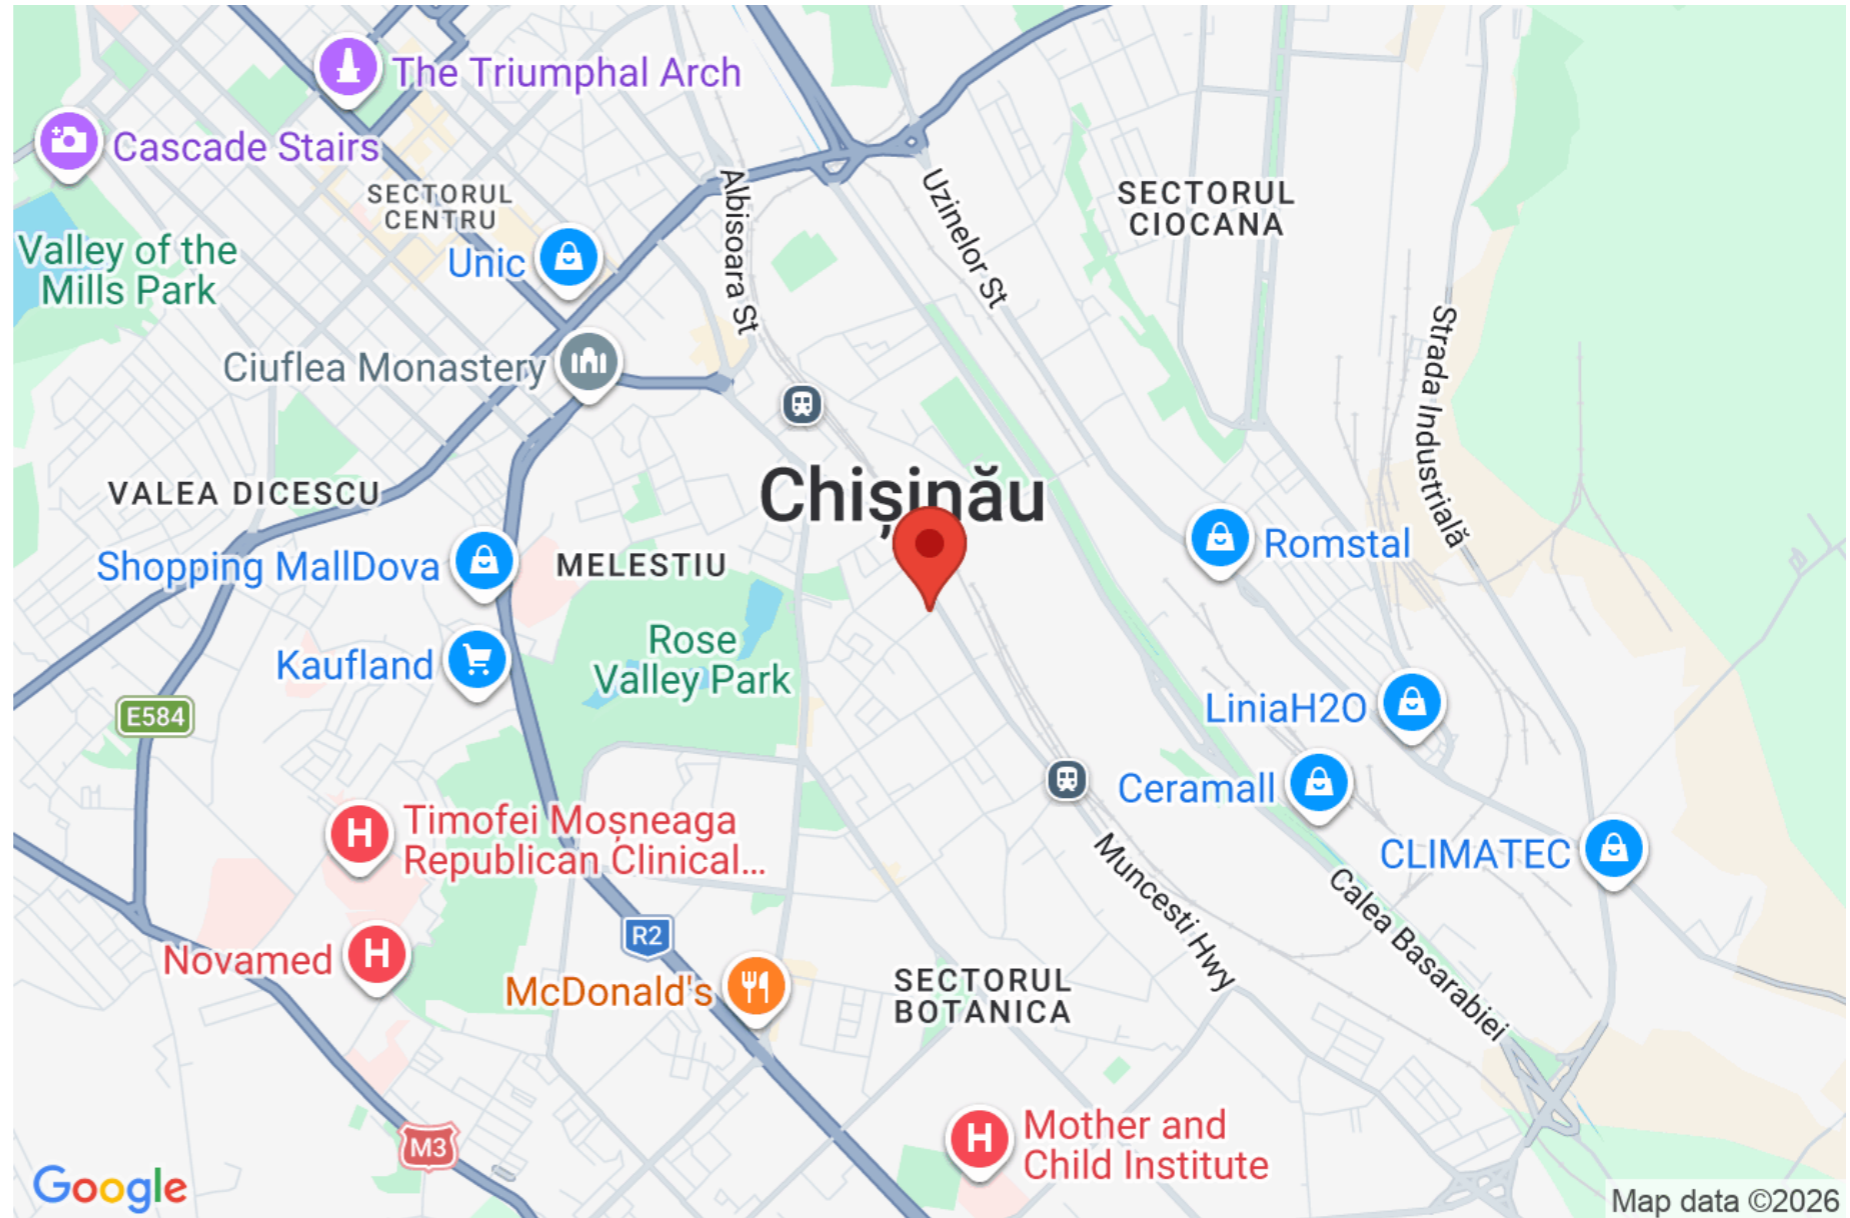 The Triumphal Arch
Cascade Stairs
SECTORUL
CENTRU
Valley of the
Mills Park
Unic
Albisoara St
Uzinelor St
SECTORUL
CIOCANA
Strada Industrială
Ciuflea Monastery
VALEA DICESCU
Chișinău
Shopping MallDova
MELESTIU
Romstal
Kaufland
Rose
Valley Park
E584
LiniaH2O
Ceramall
Timofei Moșneaga
Republican Clinical...
CLIMATEC
Muncesti Hwy
Calea Basarabiei
R2
Novamed
McDonald's
SECTORUL
BOTANICA
M3
Mother and
Child Institute
Google
Map data ©2026